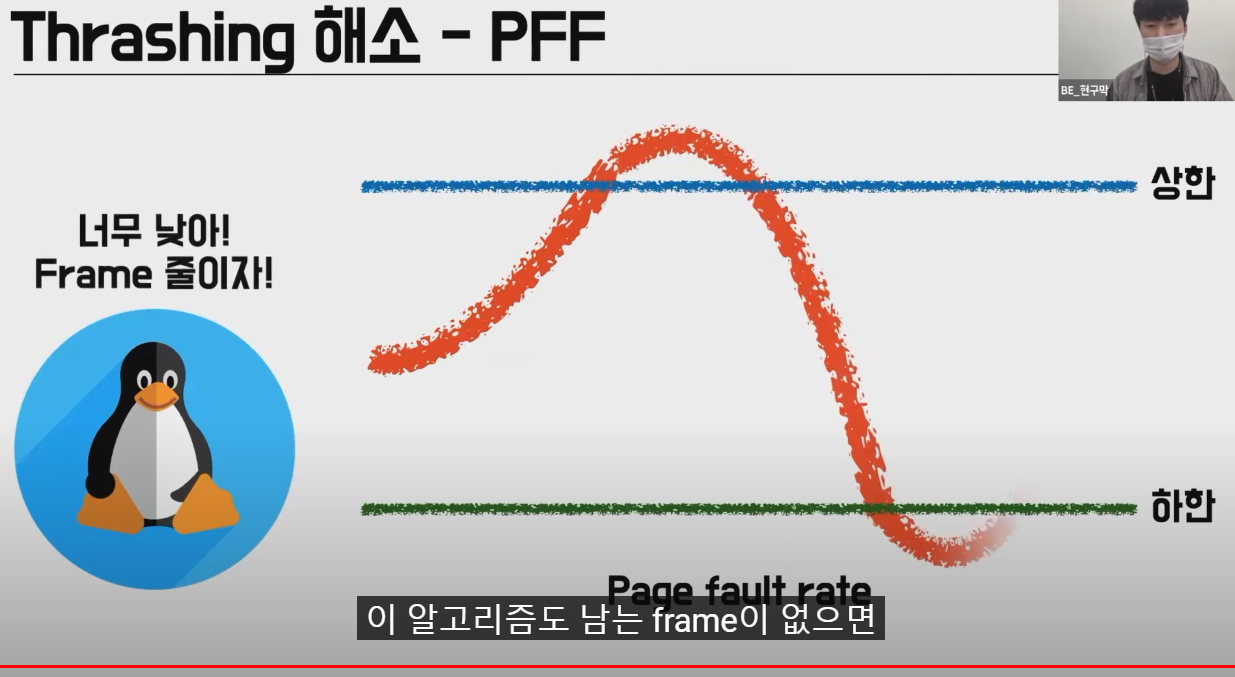 Thrashing 해소 - PFF
BE_현구막
상한
너무 낮아!
Frame 줄이자!
하한
Page fault rate
이 알고리즘도 남는 frame이 없으면